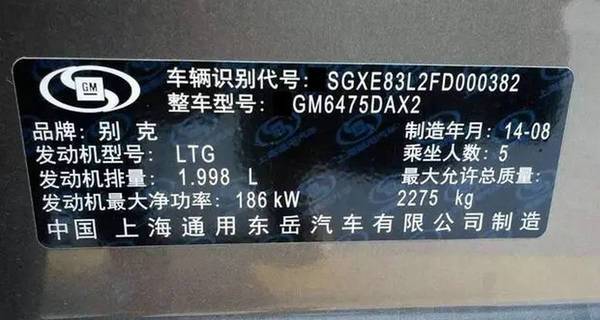 GM
车辆识别代号: SGXE83L2FD000382
整车型号: GM6475DAX2
品牌: 别克 制造年月: 14-08
发动机型号: LTG 乘坐人数: 5
发动机排量: 1.998 L 最大允许总质量:
发动机最大净功率: 186 kW 2275 kg
中国 上海通用东岳汽车有限公司制造